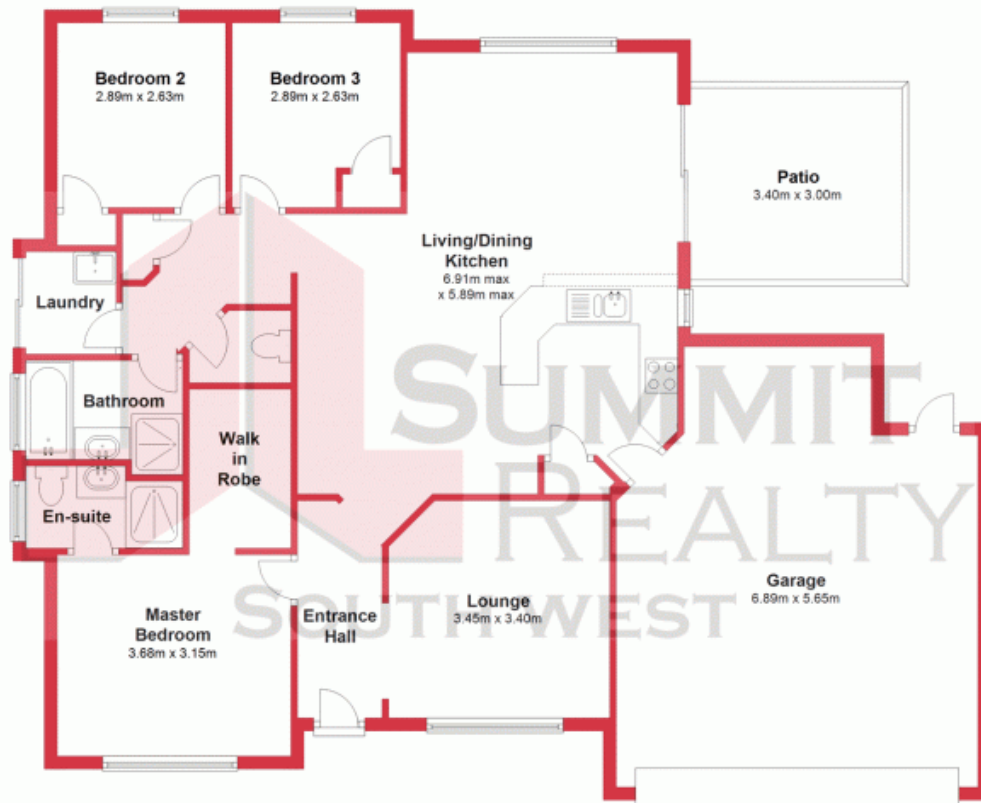 Bedroom 2
2.89m x 2.63m
Bedroom 3
2.89m x 2.63m
Patio
3.40m x 3.00m
Living/Dining
Kitchen
6.91m max
x 5.89m max
Laundry
Bathroom
Walk
in
Robe
En-suite
SUMMIT
REALTY
SOUTH WEST
Master
Bedroom
3.68m x 3.15m
Entrance
Hall
Lounge
3.45m x 3.40m
Garage
6.89m x 5.65m